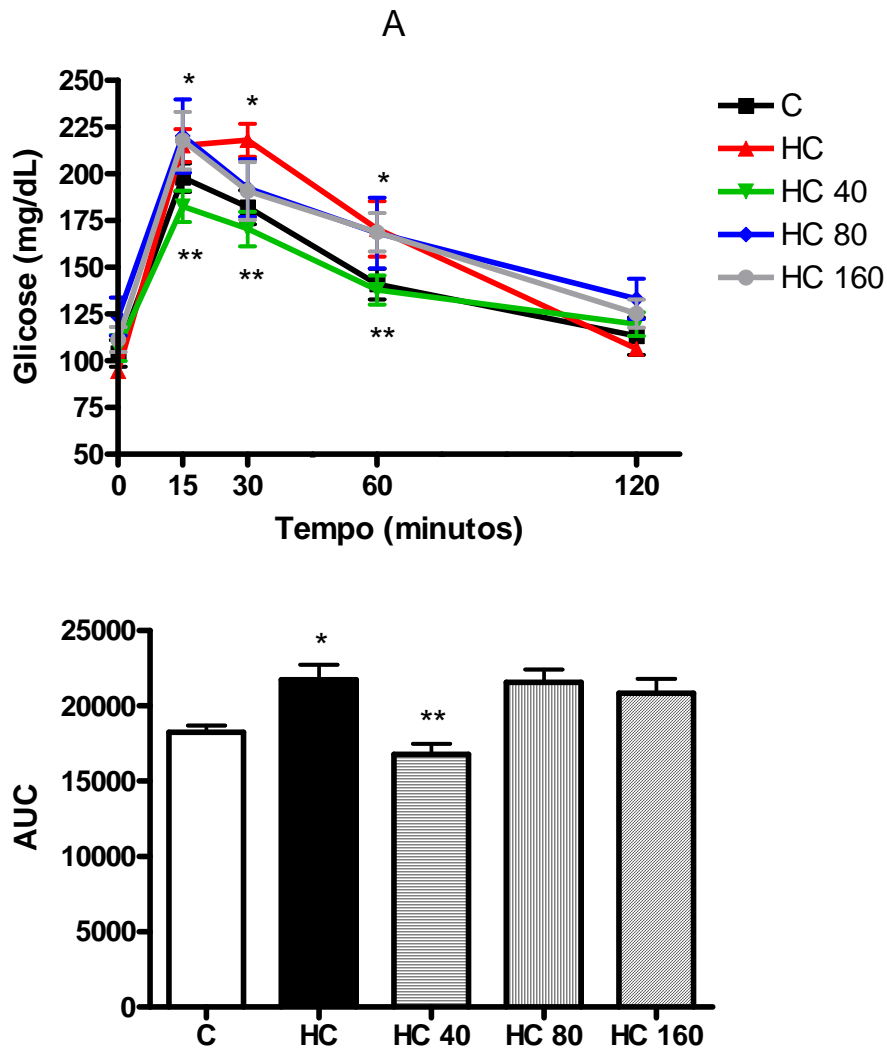 A
250
225
200
175
150
125
100
75
50
Glicose (mg/dL)
* * *
** ** **
0 15 30 60 120
Tempo (minutos)
C
HC
HC 40
HC 80
HC 160
25000
20000
15000
10000
5000
0
AUC
*
**
C HC HC 40 HC 80 HC 160